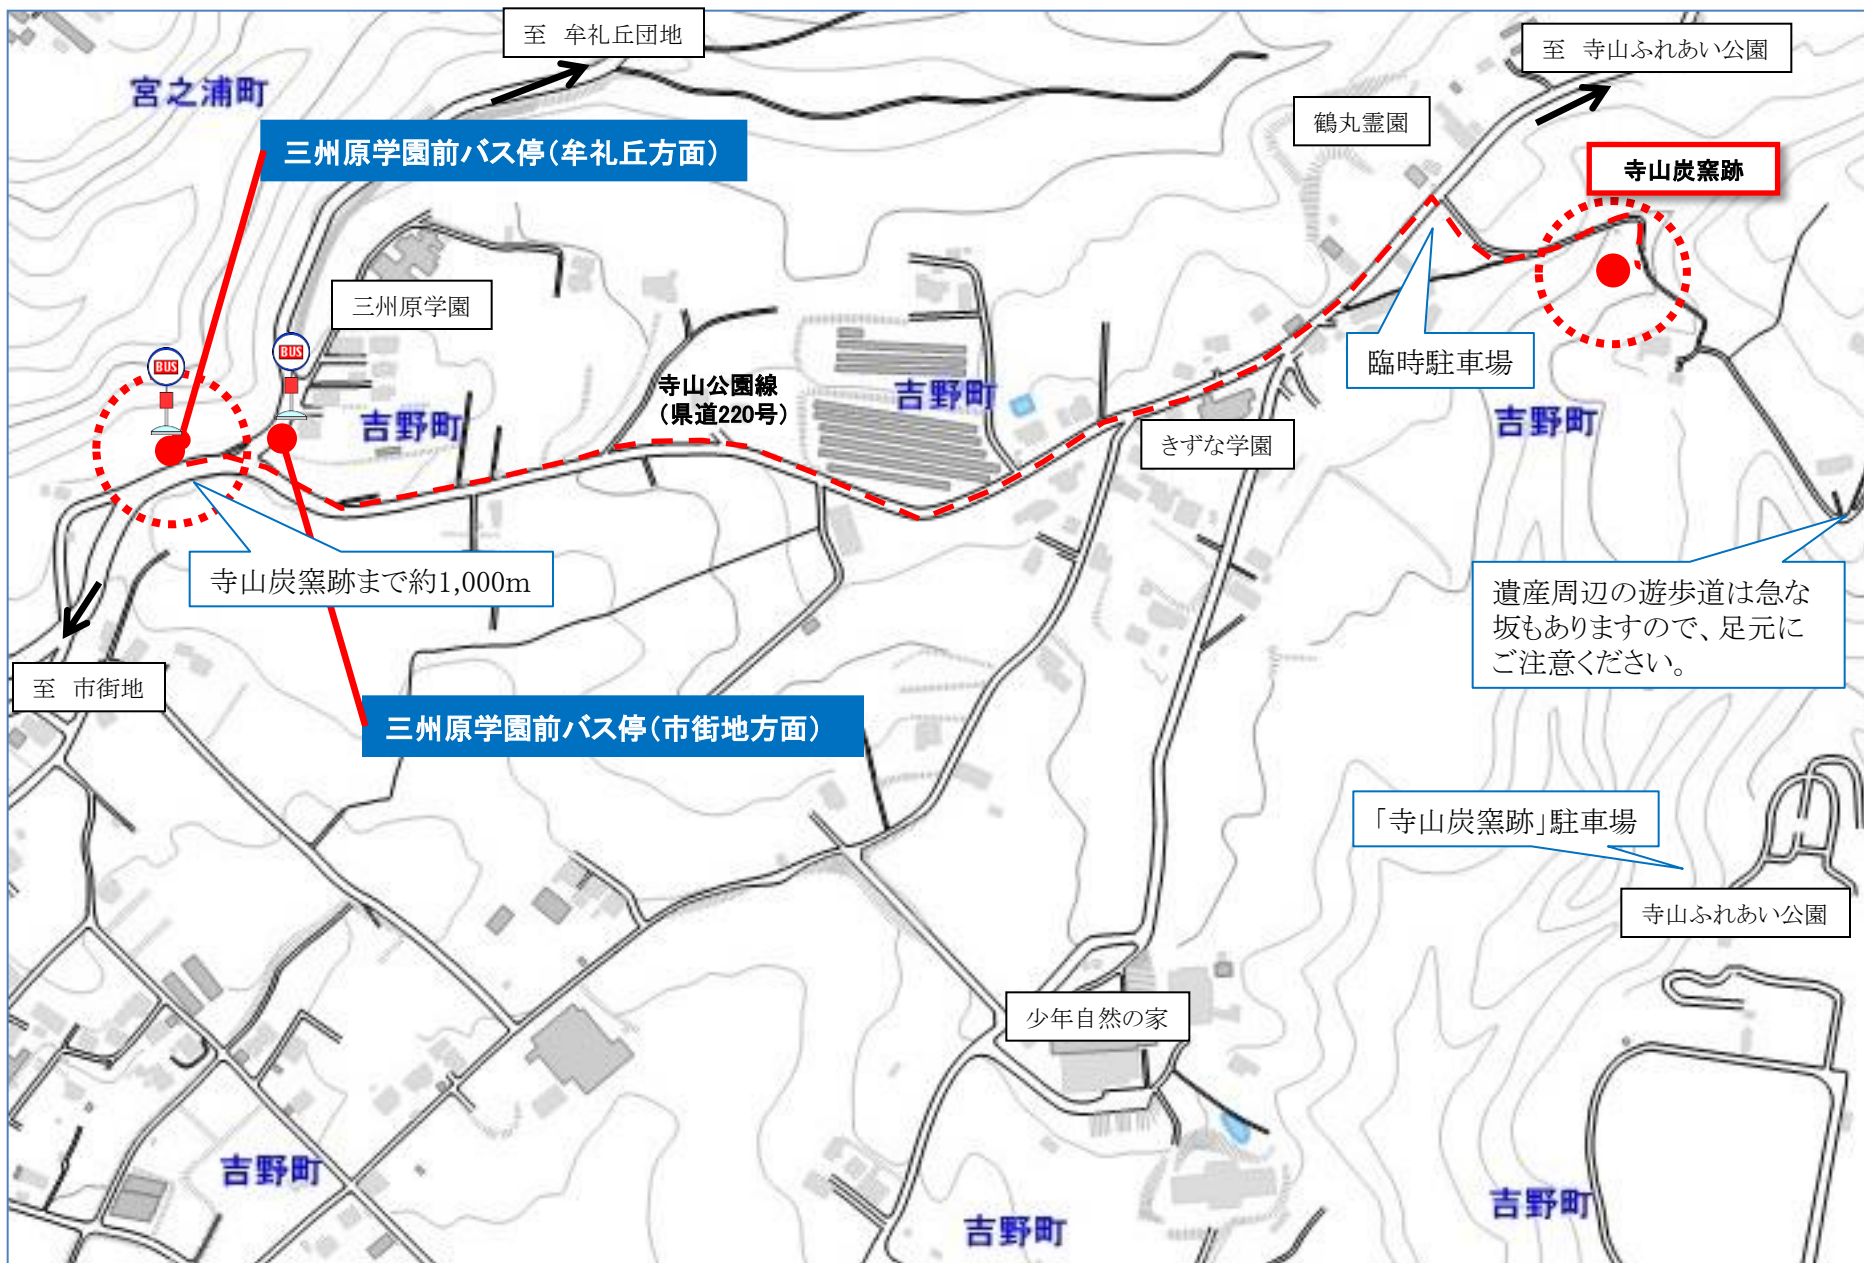 至 牟礼丘団地
至 寺山ふれあい公園
宮之浦町
鶴丸霊園
三州原学園前バス停(牟礼丘方面)
寺山炭窯跡
三州原学園
BUS
BUS
臨時駐車場
寺山公園線
(県道220号)
吉野町
吉野町
吉野町
きずな学園
寺山炭窯跡まで約1,000m
遺産周辺の遊歩道は急な
坂もありますので、足元に
ご注意ください。
至 市街地
三州原学園前バス停(市街地方面)
「寺山炭窯跡」駐車場
寺山ふれあい公園
少年自然の家
吉野町
吉野町
吉野町